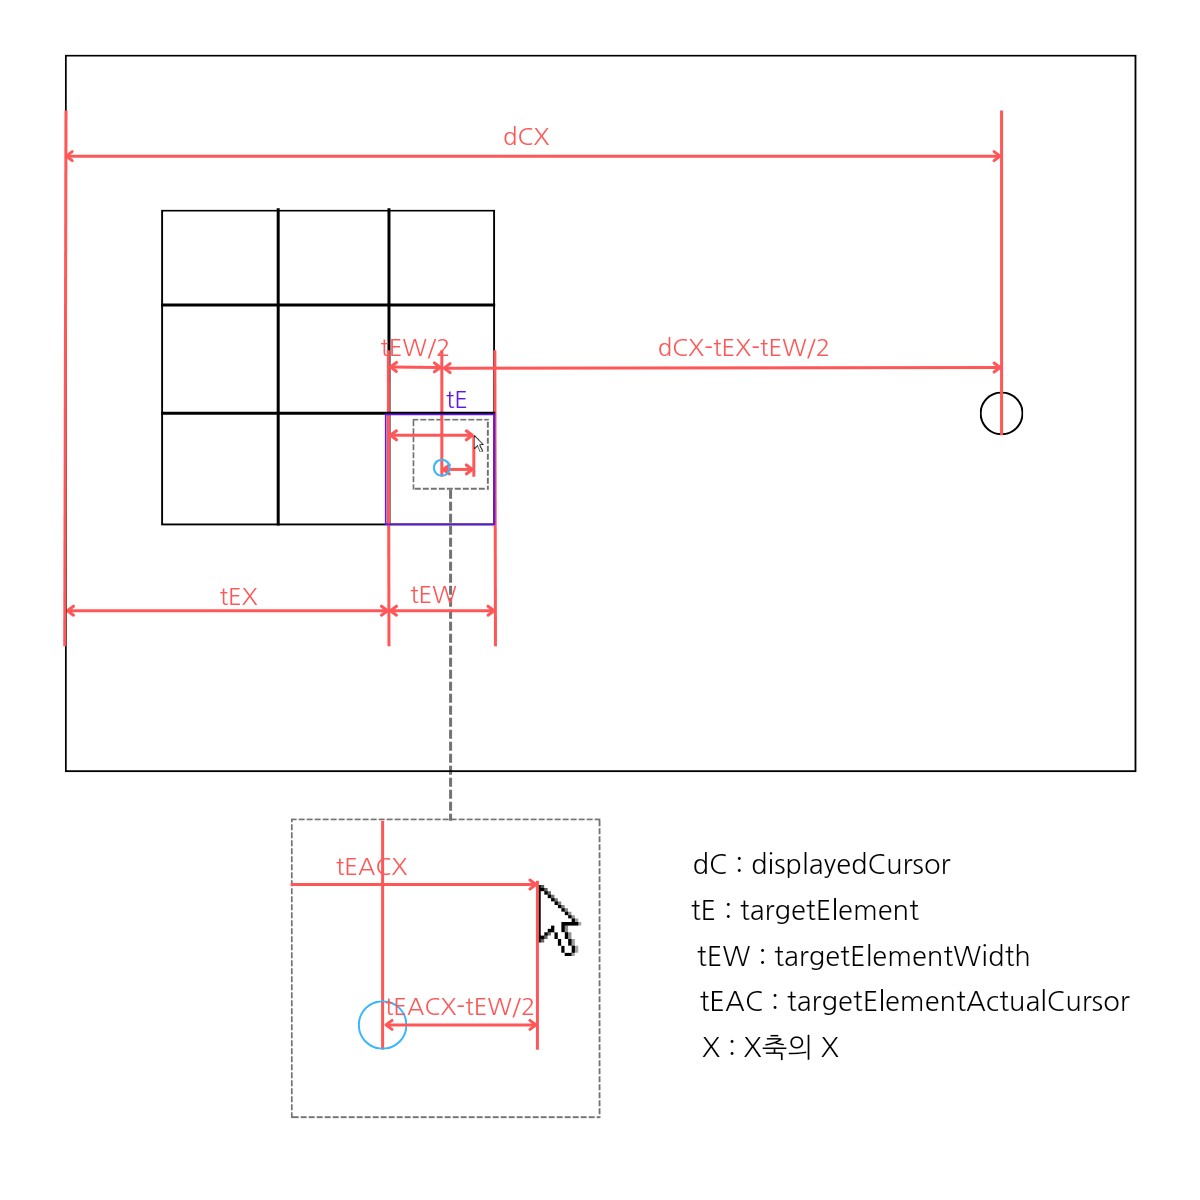 dCX
tEW/2
dCX-tEX-tEW/2
tE
tEX
tEW
tEACX
tEACX-tEW/2
dC : displayedCursor
tE : targetElement
tEW : targetElementWidth
tEAC : targetElementActualCursor
X : X축의 X